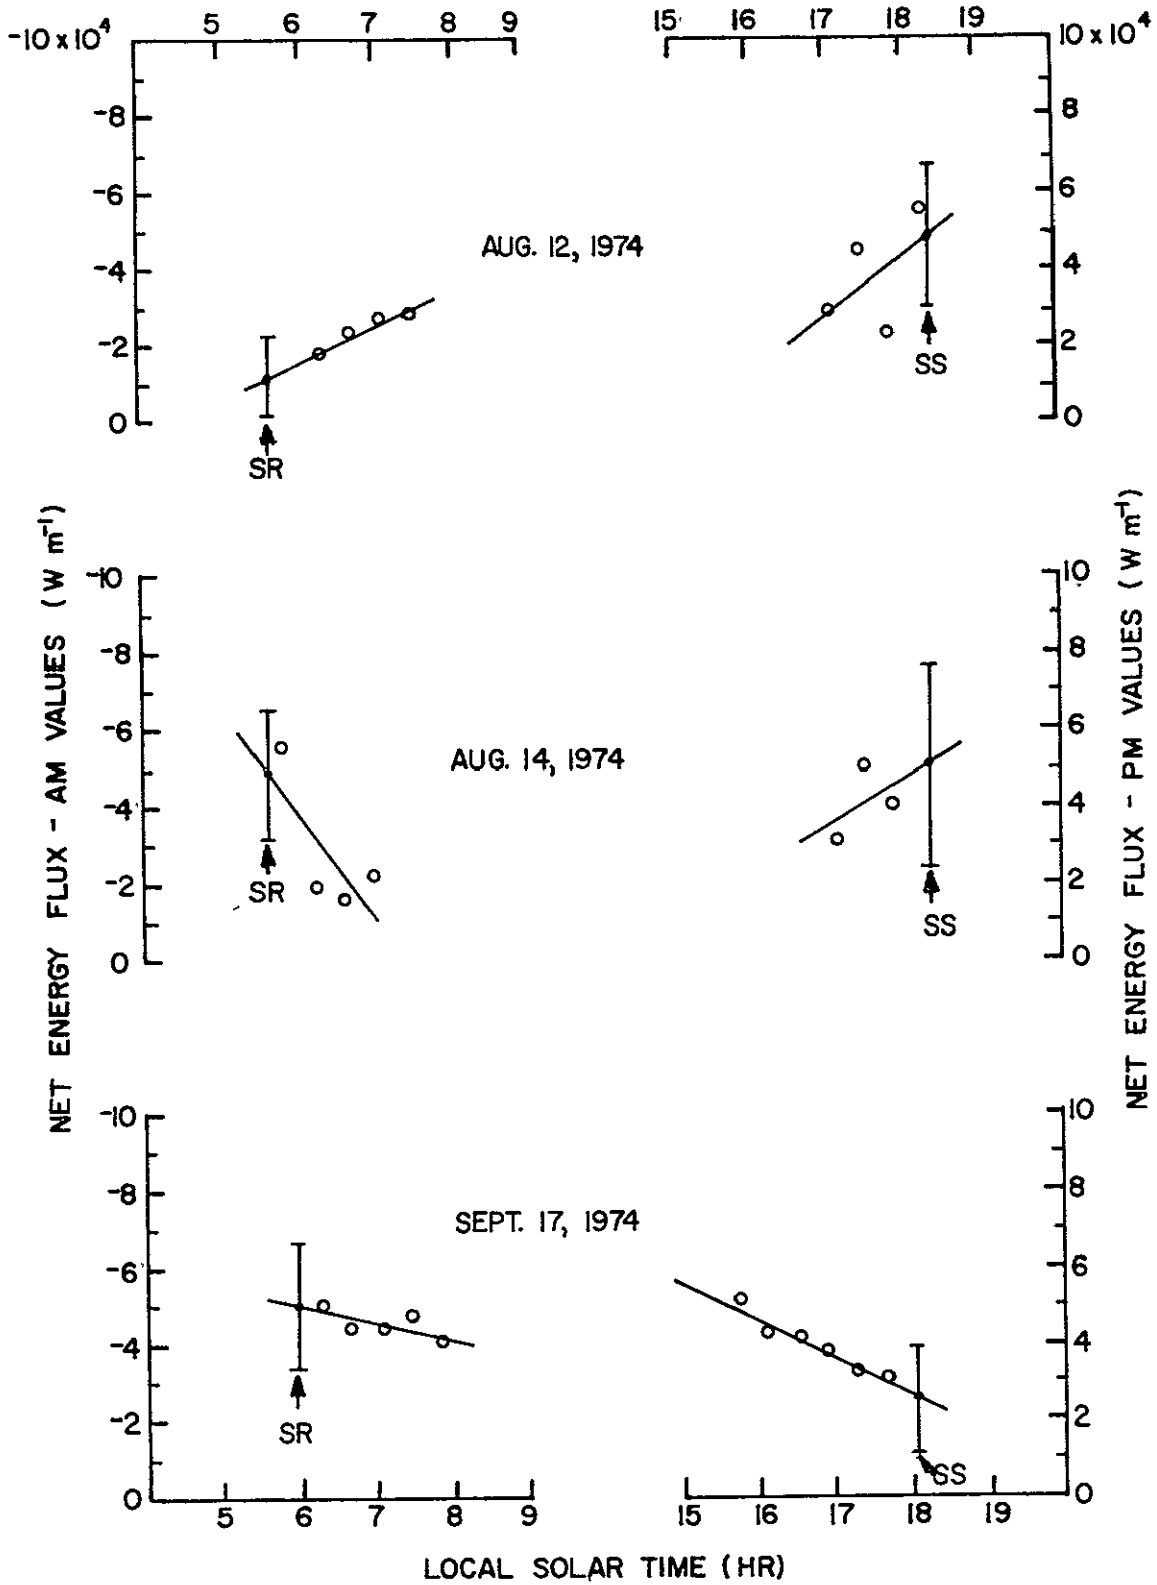 5 6 7 8 9 15 17 18 19
-10 x 10⁴ 10 x 10⁴
-8 8
-6 6
AUG. 12, 1974
-4 4
-2 2
SS
0 0
SR
NET ENERGY FLUX - AM VALUES (W m⁻¹)
NET ENERGY FLUX - PM VALUES (W m⁻¹)
-10 10
-8 8
-6 6
AUG. 14, 1974
-4 4
-2 2
SR
SS
0 0
-10 10
-8 8
SEPT. 17, 1974
-6 6
-4 4
-2 2
SR
SS
0 0
5 6 7 8 9 15 16 17 18 19
LOCAL SOLAR TIME (HR)